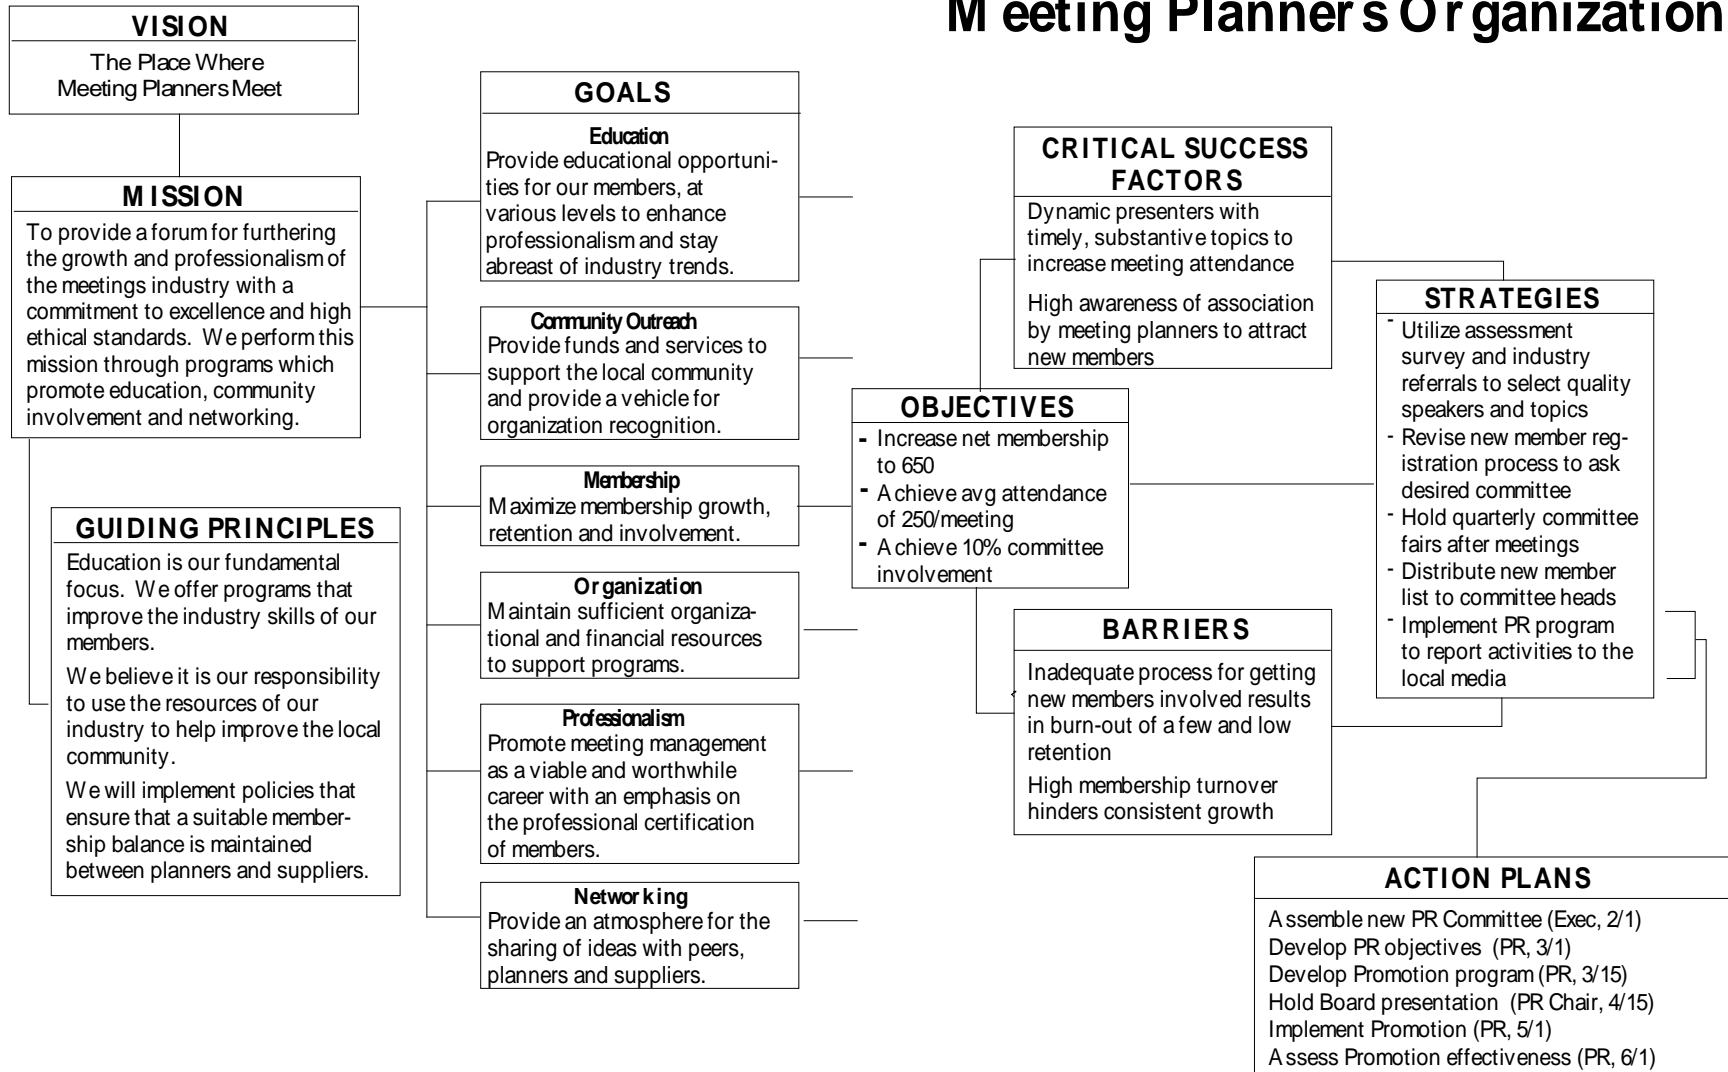 Meeting Planners Organization
VISION
The Place Where
Meeting Planners Meet
MISSION
To provide a forum for furthering
the growth and professionalism of
the meetings industry with a
commitment to excellence and high
ethical standards. We perform this
mission through programs which
promote education, community
involvement and networking.
GUIDING PRINCIPLES
Education is our fundamental
focus. We offer programs that
improve the industry skills of our
members.
We believe it is our responsibility
to use the resources of our
industry to help improve the local
community.
We will implement policies that
ensure that a suitable member-
ship balance is maintained
between planners and suppliers.
GOALS
Education
Provide educational opportuni-
ties for our members, at
various levels to enhance
professionalism and stay
abreast of industry trends.
Community Outreach
Provide funds and services to
support the local community
and provide a vehicle for
organization recognition.
Membership
Maximize membership growth,
retention and involvement.
Organization
Maintain sufficient organiza-
tional and financial resources
to support programs.
Professionalism
Promote meeting management
as a viable and worthwhile
career with an emphasis on
the professional certification
of members.
Networking
Provide an atmosphere for the
sharing of ideas with peers,
planners and suppliers.
OBJECTIVES
- Increase net membership
to 650
- Achieve avg attendance
of 250/meeting
- Achieve 10% committee
involvement
CRITICAL SUCCESS
FACTORS
Dynamic presenters with
timely, substantive topics to
increase meeting attendance
High awareness of association
by meeting planners to attract
new members
BARRIERS
Inadequate process for getting
new members involved results
in burn-out of a few and low
retention
High membership turnover
hinders consistent growth
STRATEGIES
- Utilize assessment
survey and industry
referrals to select quality
speakers and topics
- Revise new member reg-
istration process to ask
desired committee
- Hold quarterly committee
fairs after meetings
- Distribute new member
list to committee heads
- Implement PR program
to report activities to the
local media
ACTION PLANS
Assemble new PR Committee (Exec, 2/1)
Develop PR objectives (PR, 3/1)
Develop Promotion program (PR, 3/15)
Hold Board presentation (PR Chair, 4/15)
Implement Promotion (PR, 5/1)
Assess Promotion effectiveness (PR, 6/1)